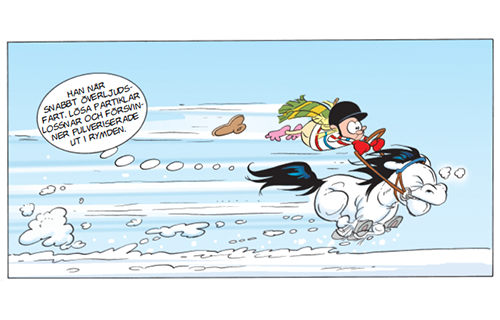 HAN NÅR
SNABBT ÖVERLJUDS-
FART. LÖSA PARTIKLAR
LOSSNAR OCH FÖRSVIN-
NER PULVERISERADE
UT I RYMDEN.